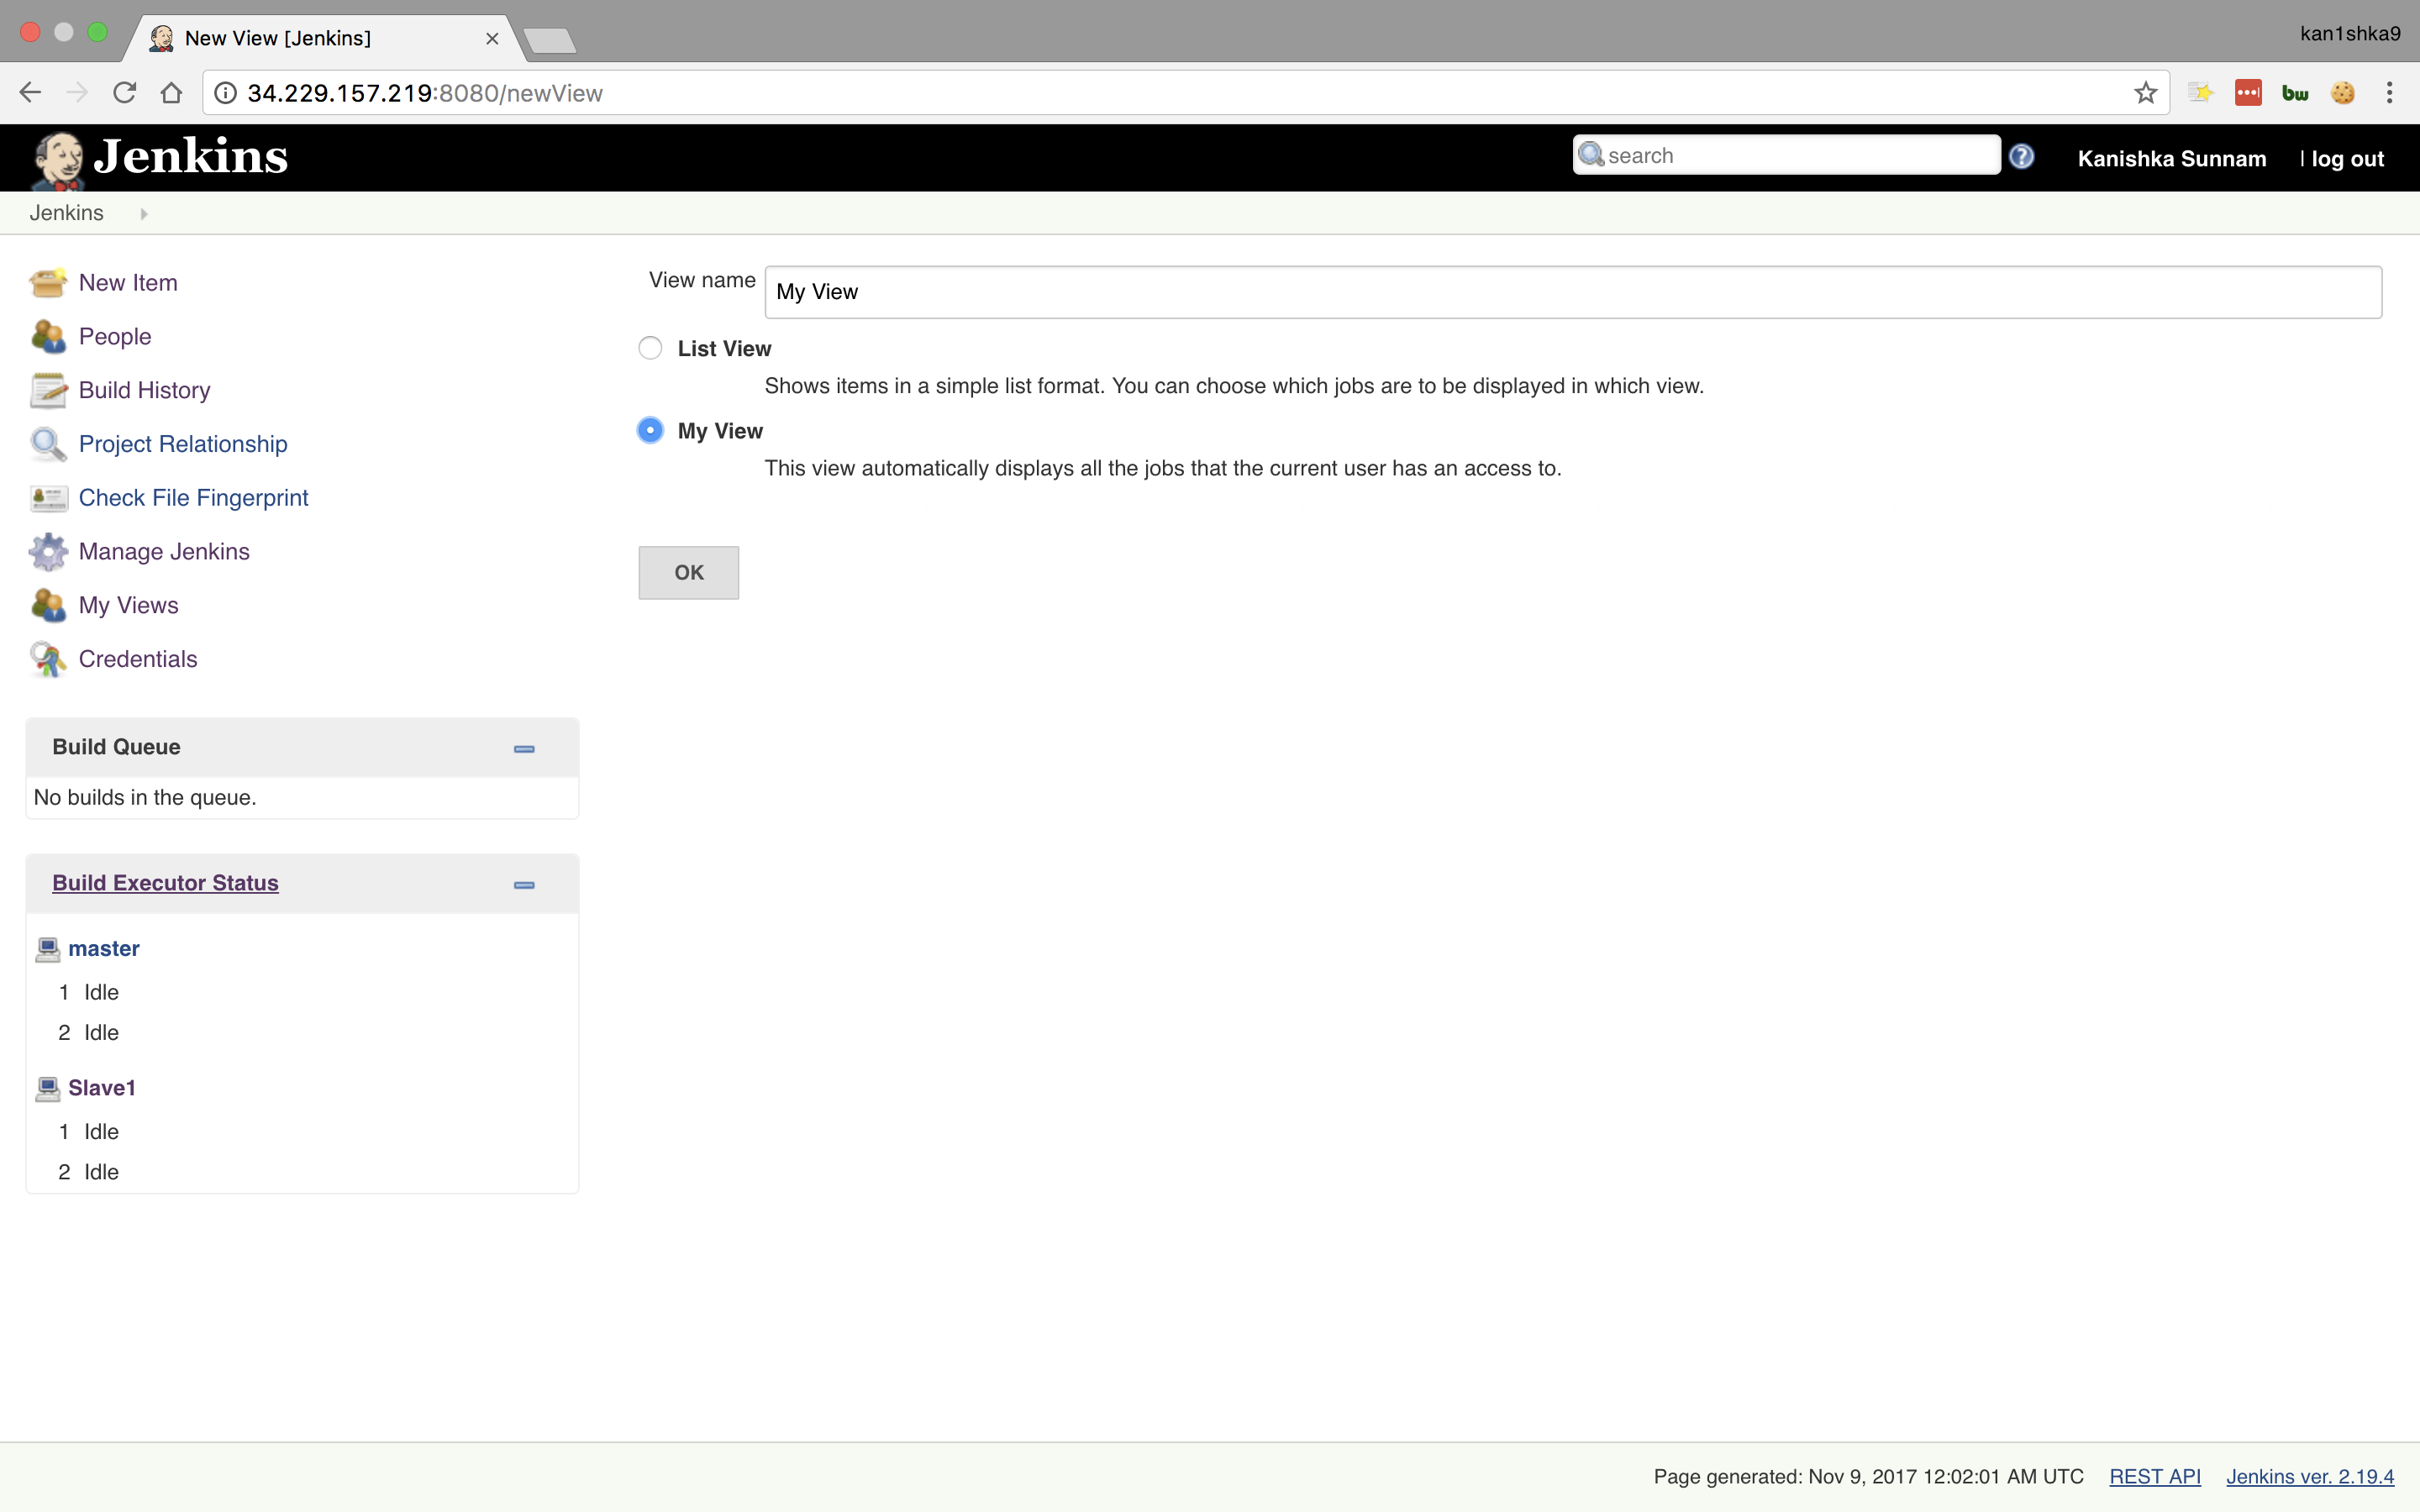 New View [Jenkins]
kan1shka9
34.229.157.219:8080/newView
bw
Jenkins
search
Kanishka Sunnam
| log out
Jenkins
New Item
People
Build History
Project Relationship
Check File Fingerprint
Manage Jenkins
My Views
Credentials
View name
My View
List View
Shows items in a simple list format. You can choose which jobs are to be displayed in which view.
My View
This view automatically displays all the jobs that the current user has an access to.
OK
Build Queue
No builds in the queue.
Build Executor Status
master
1 Idle
2 Idle
Slave1
1 Idle
2 Idle
Page generated: Nov 9, 2017 12:02:01 AM UTC REST API Jenkins ver. 2.19.4